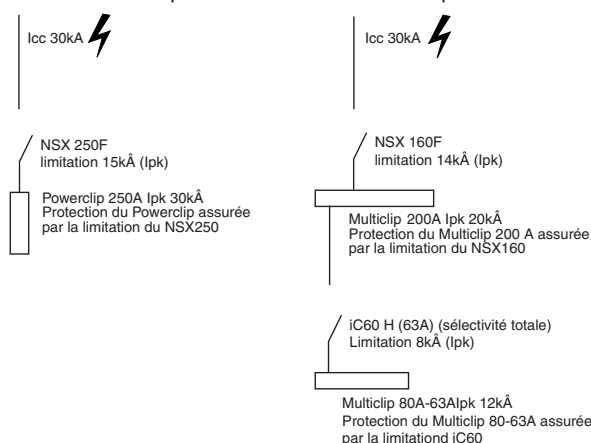 Icc 30kA
NSX 250F
limitation 15kÂ (Ipk)
Powerclip 250A Ipk 30kÂ
Protection du Powerclip assurée
par la limitation du NSX250
Icc 30kA
NSX 160F
limitation 14kÂ (Ipk)
Multiclip 200A Ipk 20kÂ
Protection du Multiclip 200 A assurée
par la limitation du NSX160
iC60 H (63A) (sélectivité totale)
Limitation 8kÂ (Ipk)
Multiclip 80A-63AIpk 12kÂ
Protection du Multiclip 80-63A assurée
par la limitationd iC60